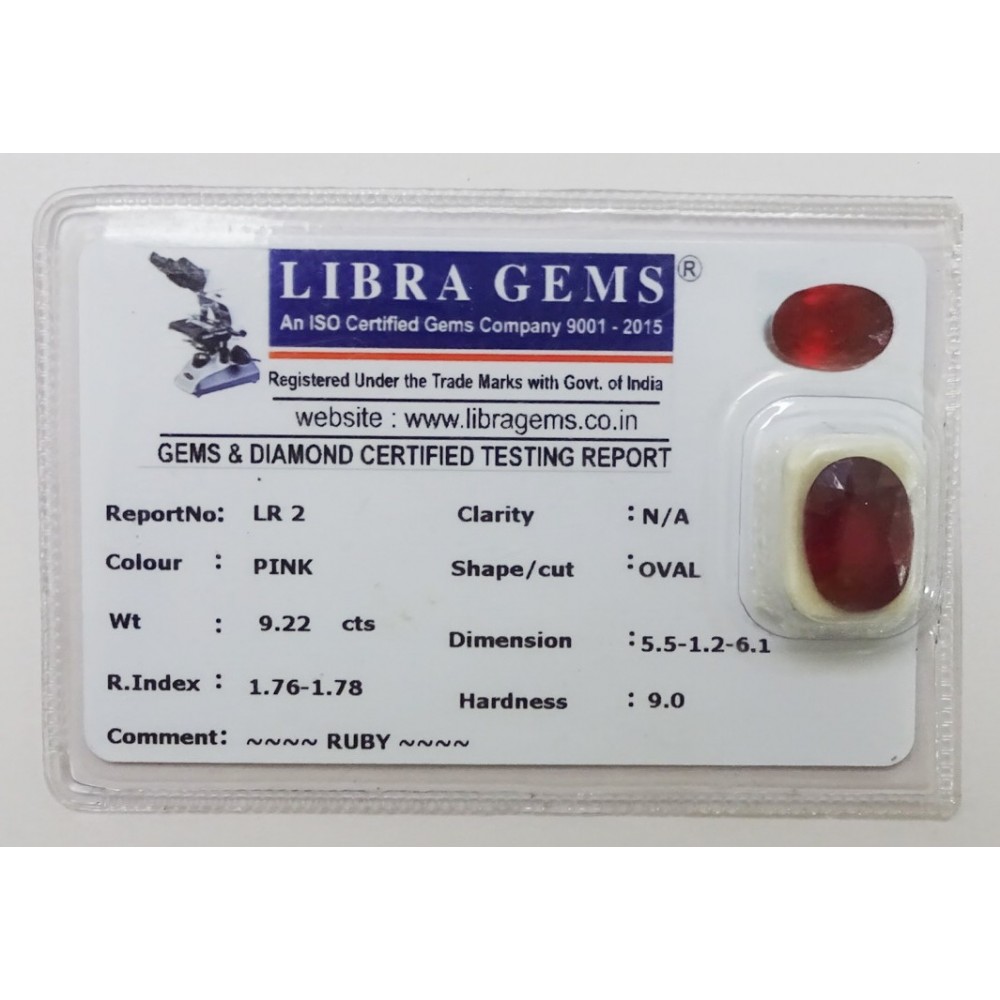 LIBRA GEMS ®
An ISO Certified Gems Company 9001 - 2015
Registered Under the Trade Marks with Govt. of India
website : www.libragems.co.in
GEMS & DIAMOND CERTIFIED TESTING REPORT
ReportNo: LR 2 Clarity : N/A
Colour : PINK Shape/cut : OVAL
Wt : 9.22 cts Dimension : 5.5-1.2-6.1
R.Index : 1.76-1.78 Hardness : 9.0
Comment: ~~~~ RUBY ~~~~